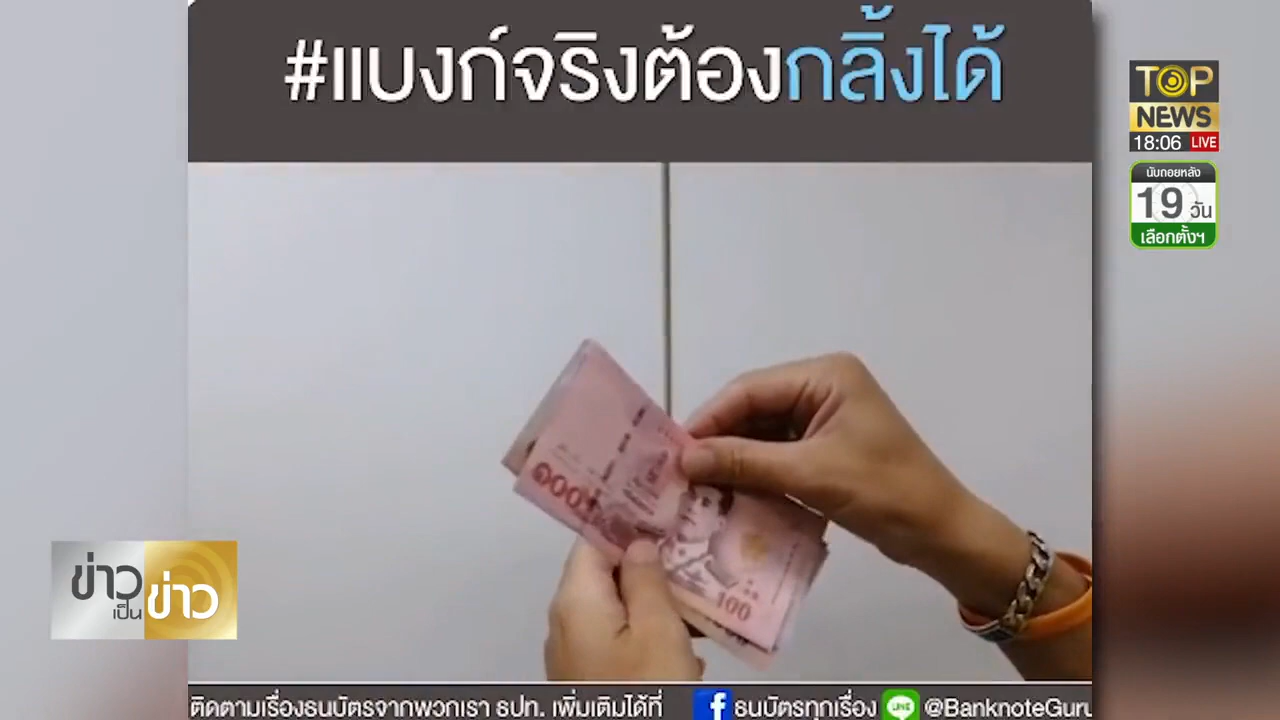 #แบงก์จริงต้องกลิ้งได้
TOP
NEWS
18:06 LIVE
นับถอยหลัง
19 วัน
เลือกตั้งฯ
๑๐๐
100
ข่าว
เป็น
ข่าว
ติดตามเรื่องธนบัตรจากพวกเรา ธปท. เพิ่มเติมได้ที่ f ธนบัตรทุกเรื่อง LINE @BanknoteGuru